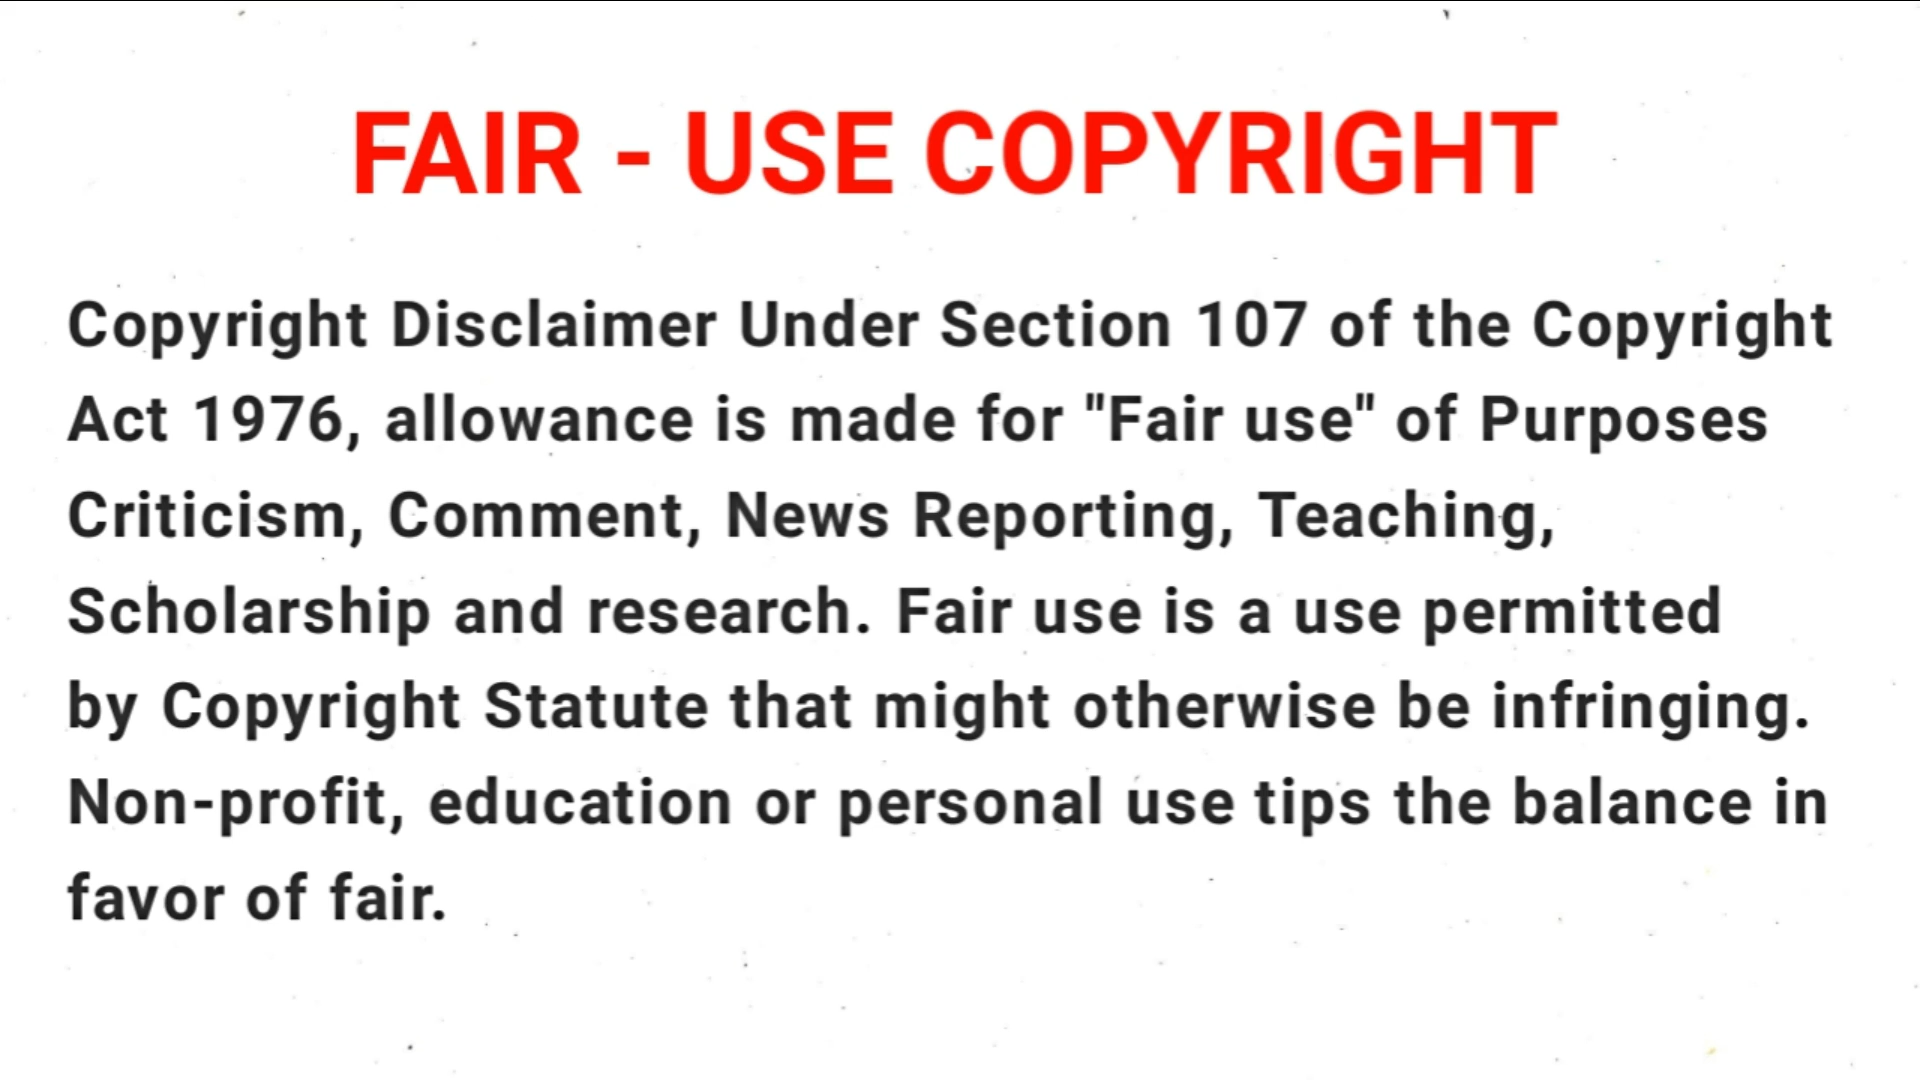 FAIR - USE COPYRIGHT
Copyright Disclaimer Under Section 107 of the Copyright
Act 1976, allowance is made for "Fair use" of Purposes
Criticism, Comment, News Reporting, Teaching,
Scholarship and research. Fair use is a use permitted
by Copyright Statute that might otherwise be infringing.
Non-profit, education or personal use tips the balance in
favor of fair.